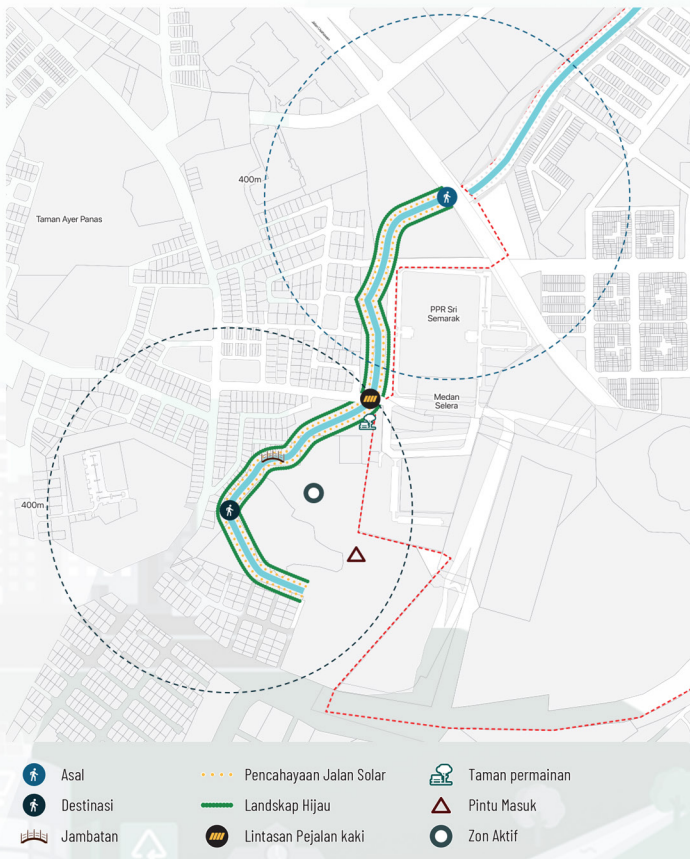 400m
Taman Ayer Panas
PPR Sri
Semarak
Medan
Selera
400m
Asal
Destinasi
Jambatan
Pencahayaan Jalan Solar
Landskap Hijau
Lintasan Pejalan kaki
Taman permainan
Pintu Masuk
Zon Aktif